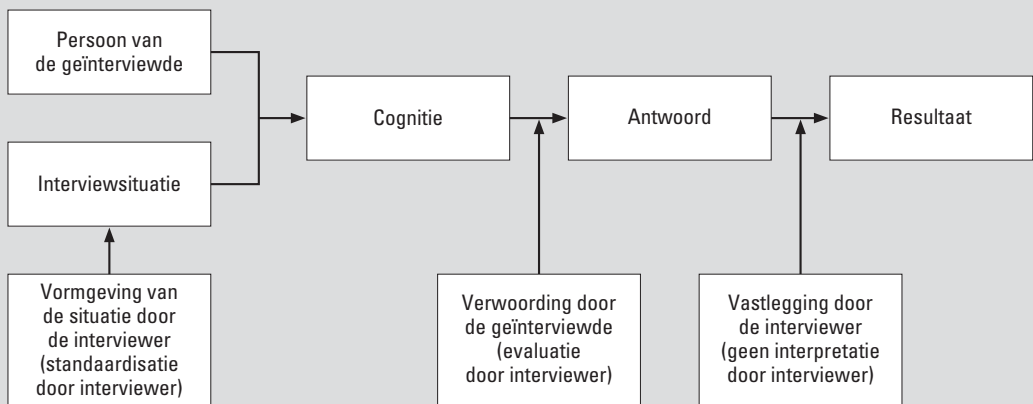 Persoon van
de geïnterviewde
Interviewsituatie
Vormgeving van
de situatie door
de interviewer
(standaardisatie
door interviewer)
Cognitie
Verwoording door
de geïnterviewde
(evaluatie
door interviewer)
Antwoord
Vastlegging door
de interviewer
(geen interpretatie
door interviewer)
Resultaat